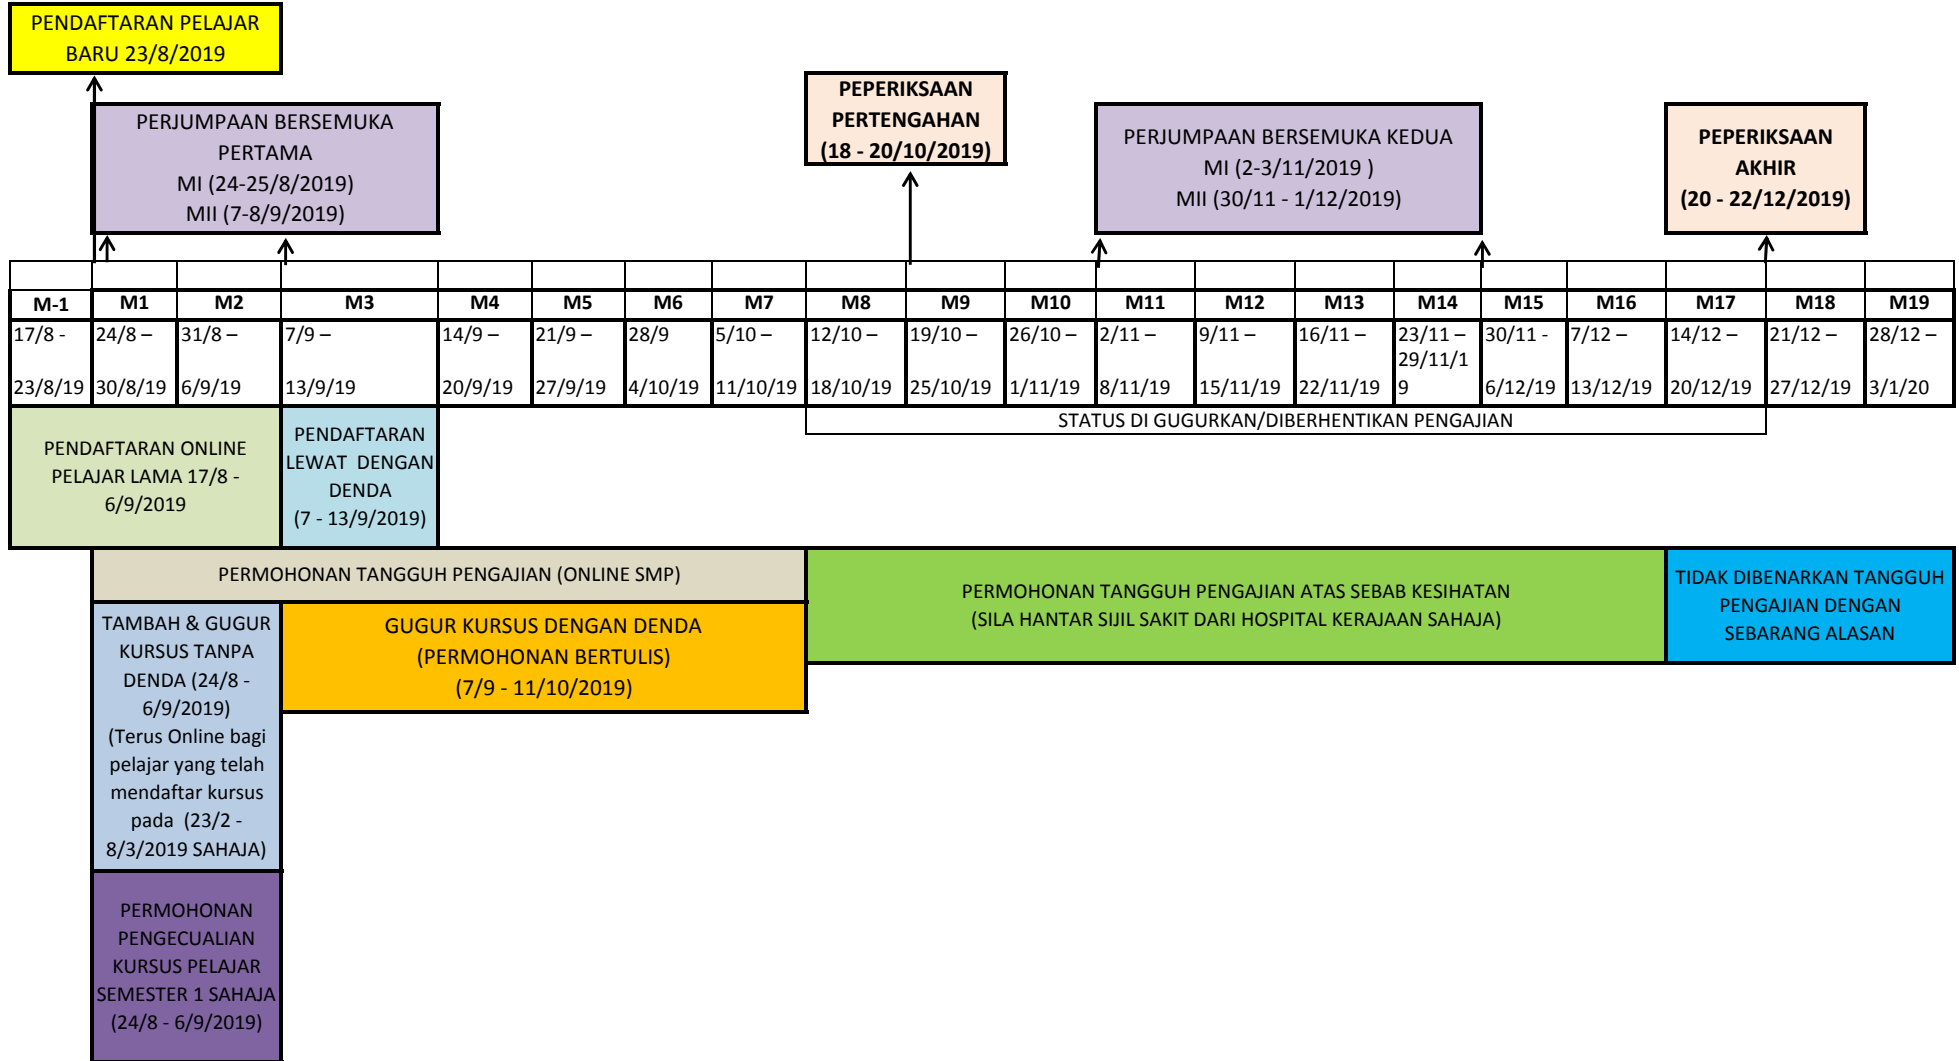 PENDAFTARAN PELAJAR
BARU 23/8/2019
PERJUMPAAN BERSEMUKA
PERTAMA
MI (24-25/8/2019)
MII (7-8/9/2019)
PEPERIKSAAN
PERTENGAHAN
(18 - 20/10/2019)
PERJUMPAAN BERSEMUKA KEDUA
MI (2-3/11/2019 )
MII (30/11 - 1/12/2019)
PEPERIKSAAN
AKHIR
(20 - 22/12/2019)
M-1 M1 M2 M3 M4 M5 M6 M7 M8 M9 M10 M11 M12 M13 M14 M15 M16 M17 M18 M19
17/8 - 24/8 – 31/8 – 7/9 – 14/9 – 21/9 – 28/9 5/10 – 12/10 – 19/10 – 26/10 – 2/11 – 9/11 – 16/11 – 23/11 – 30/11 - 7/12 – 14/12 – 21/12 – 28/12 –
29/11/1
23/8/19 30/8/19 6/9/19 13/9/19 20/9/19 27/9/19 4/10/19 11/10/19 18/10/19 25/10/19 1/11/19 8/11/19 15/11/19 22/11/19 9 6/12/19 13/12/19 20/12/19 27/12/19 3/1/20
STATUS DI GUGURKAN/DIBERHENTIKAN PENGAJIAN
PENDAFTARAN ONLINE
PELAJAR LAMA 17/8 -
6/9/2019
PENDAFTARAN
LEWAT DENGAN
DENDA
(7 - 13/9/2019)
PERMOHONAN TANGGUH PENGAJIAN (ONLINE SMP)
PERMOHONAN TANGGUH PENGAJIAN ATAS SEBAB KESIHATAN
(SILA HANTAR SIJIL SAKIT DARI HOSPITAL KERAJAAN SAHAJA)
TIDAK DIBENARKAN TANGGUH
PENGAJIAN DENGAN
SEBARANG ALASAN
TAMBAH & GUGUR
KURSUS TANPA
DENDA (24/8 -
6/9/2019)
(Terus Online bagi
pelajar yang telah
mendaftar kursus
pada (23/2 -
8/3/2019 SAHAJA)
GUGUR KURSUS DENGAN DENDA
(PERMOHONAN BERTULIS)
(7/9 - 11/10/2019)
PERMOHONAN
PENGECUALIAN
KURSUS PELAJAR
SEMESTER 1 SAHAJA
(24/8 - 6/9/2019)